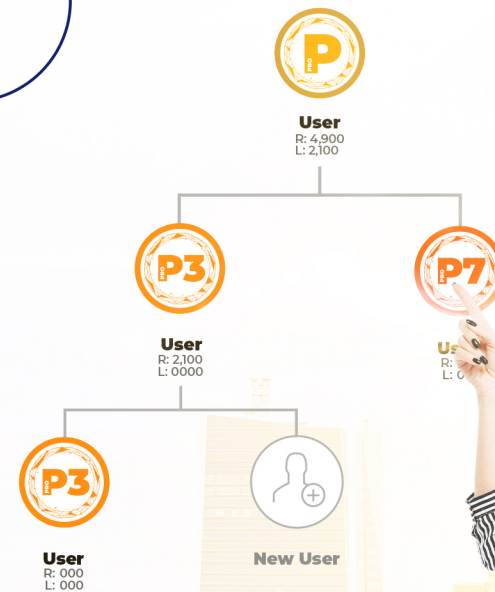 PRO P
User
R: 4,900
L: 2,100
PRO P3
PRO P7
User
R: 2,100
L: 0000
R:
L:
PRO P3
User
R: 000
L: 000
New User